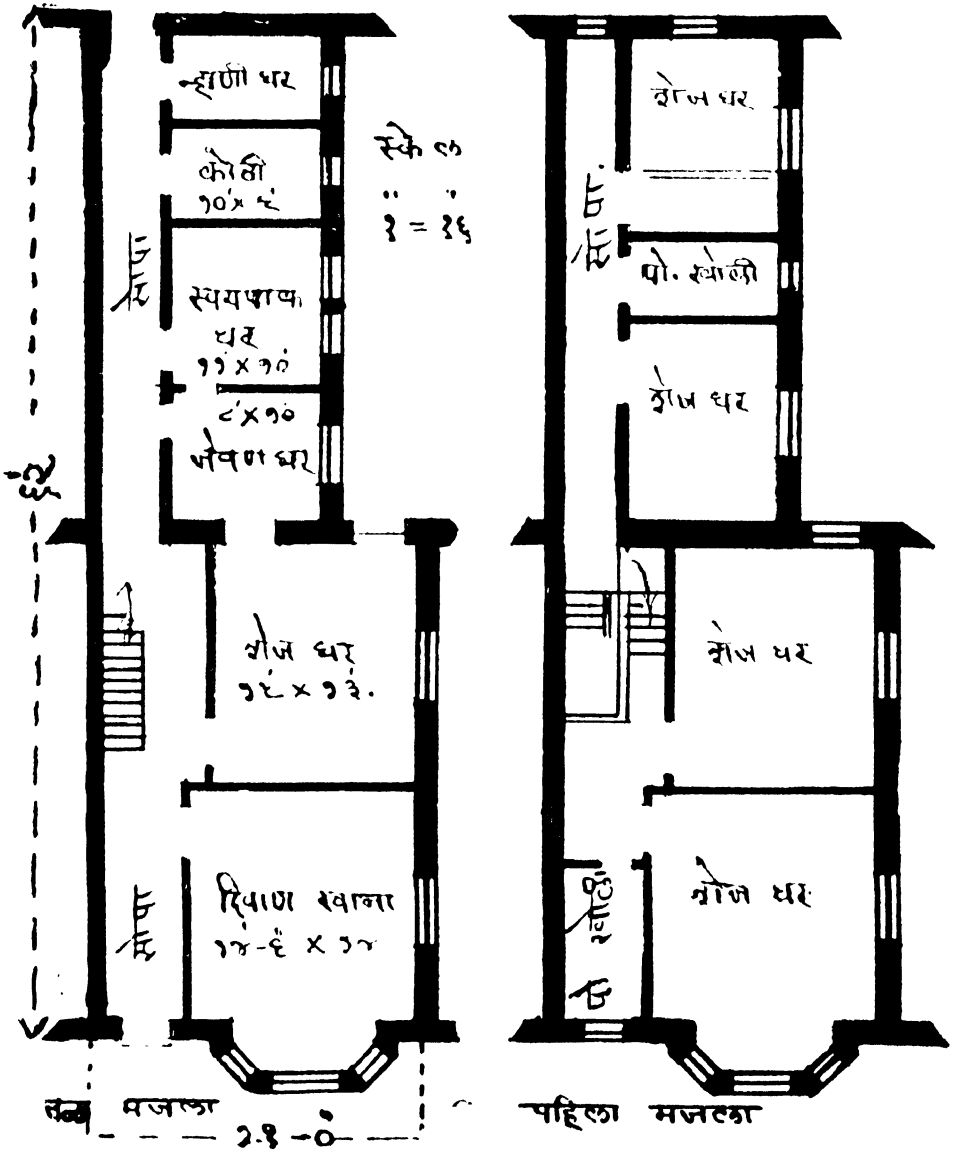 न्हाणी घर
कोठी
१०' × ८'
स्वयपाक
घर
११' × १०'
८' × १०'
जेवण घर
सोपा
स्केल
१" = १६'
शेज घर
१८' × १३'.
दिवाण खाना
१४'-६" × १४
सोपा
तळ मजला
२१'-०"
शेज घर
सोपा.
पो. खोली
शेज घर
शेज घर
शेज घर
पो खोली
पहिला मजला